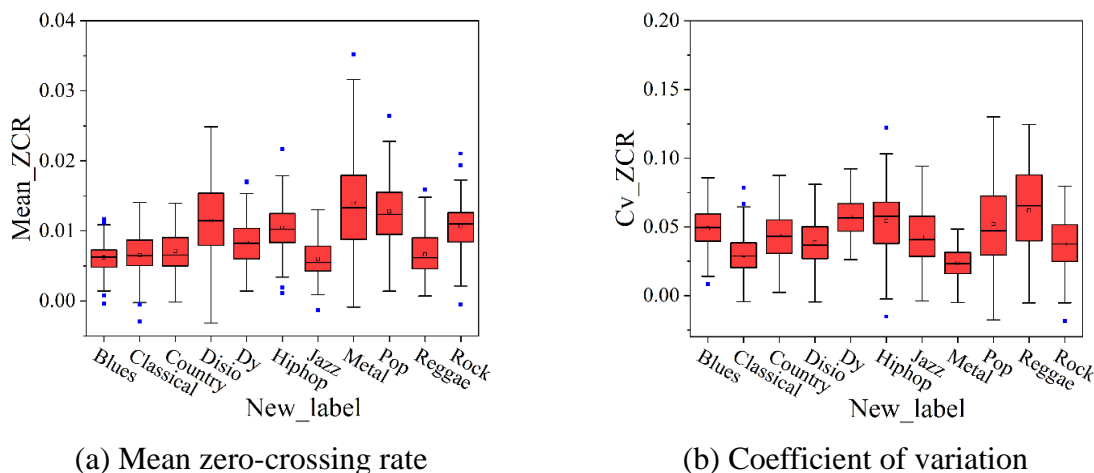 0.04
0.03
0.02
0.01
0.00
Mean_ZCR
Blues
Classical
Country
Disio
Dy
Hiphop
Jazz
Metal
Pop
Reggae
Rock
New_label
(a) Mean zero-crossing rate
0.20
0.15
0.10
0.05
0.00
Cv_ZCR
Blues
Classical
Country
Disio
Dy
Hiphop
Jazz
Metal
Pop
Reggae
Rock
New_label
(b) Coefficient of variation